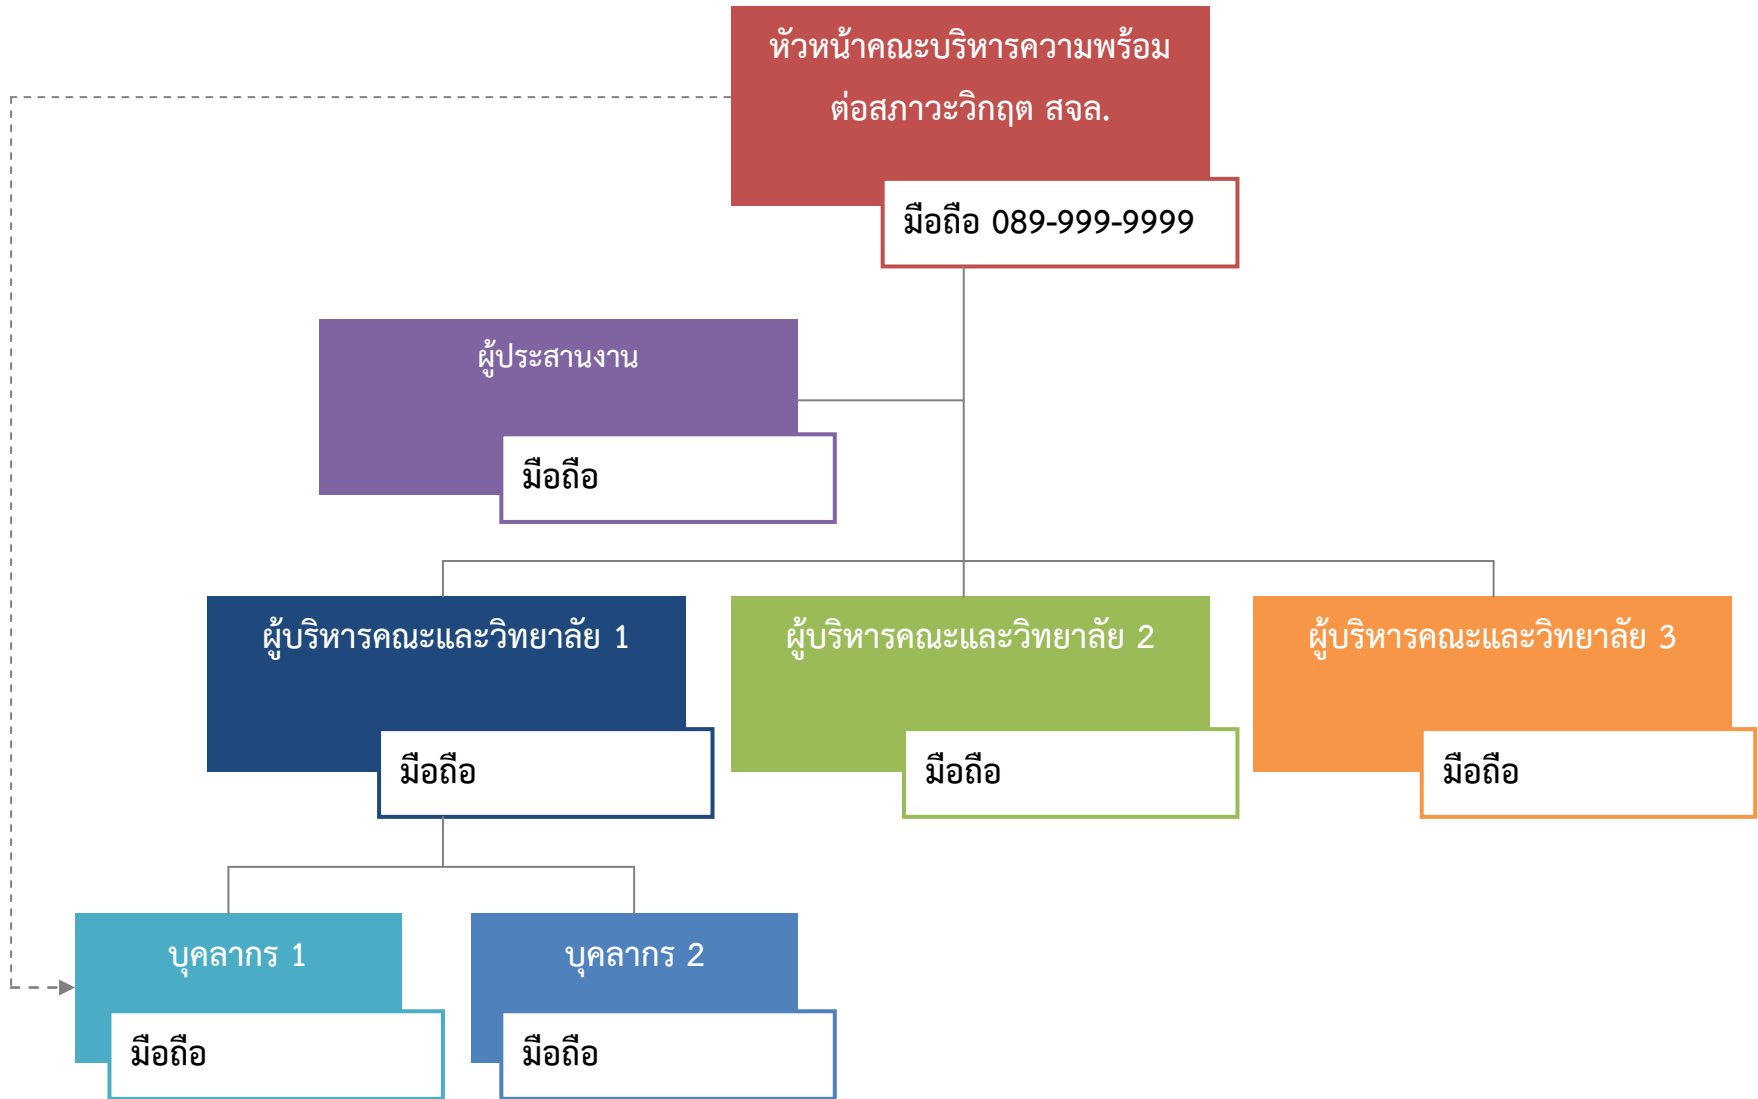 หัวหน้าคณะบริหารความพร้อม
ต่อสภาวะวิกฤต สจล.
มือถือ 089-999-9999
ผู้ประสานงาน
มือถือ
ผู้บริหารคณะและวิทยาลัย 1
มือถือ
ผู้บริหารคณะและวิทยาลัย 2
มือถือ
ผู้บริหารคณะและวิทยาลัย 3
มือถือ
บุคลากร 1
มือถือ
บุคลากร 2
มือถือ